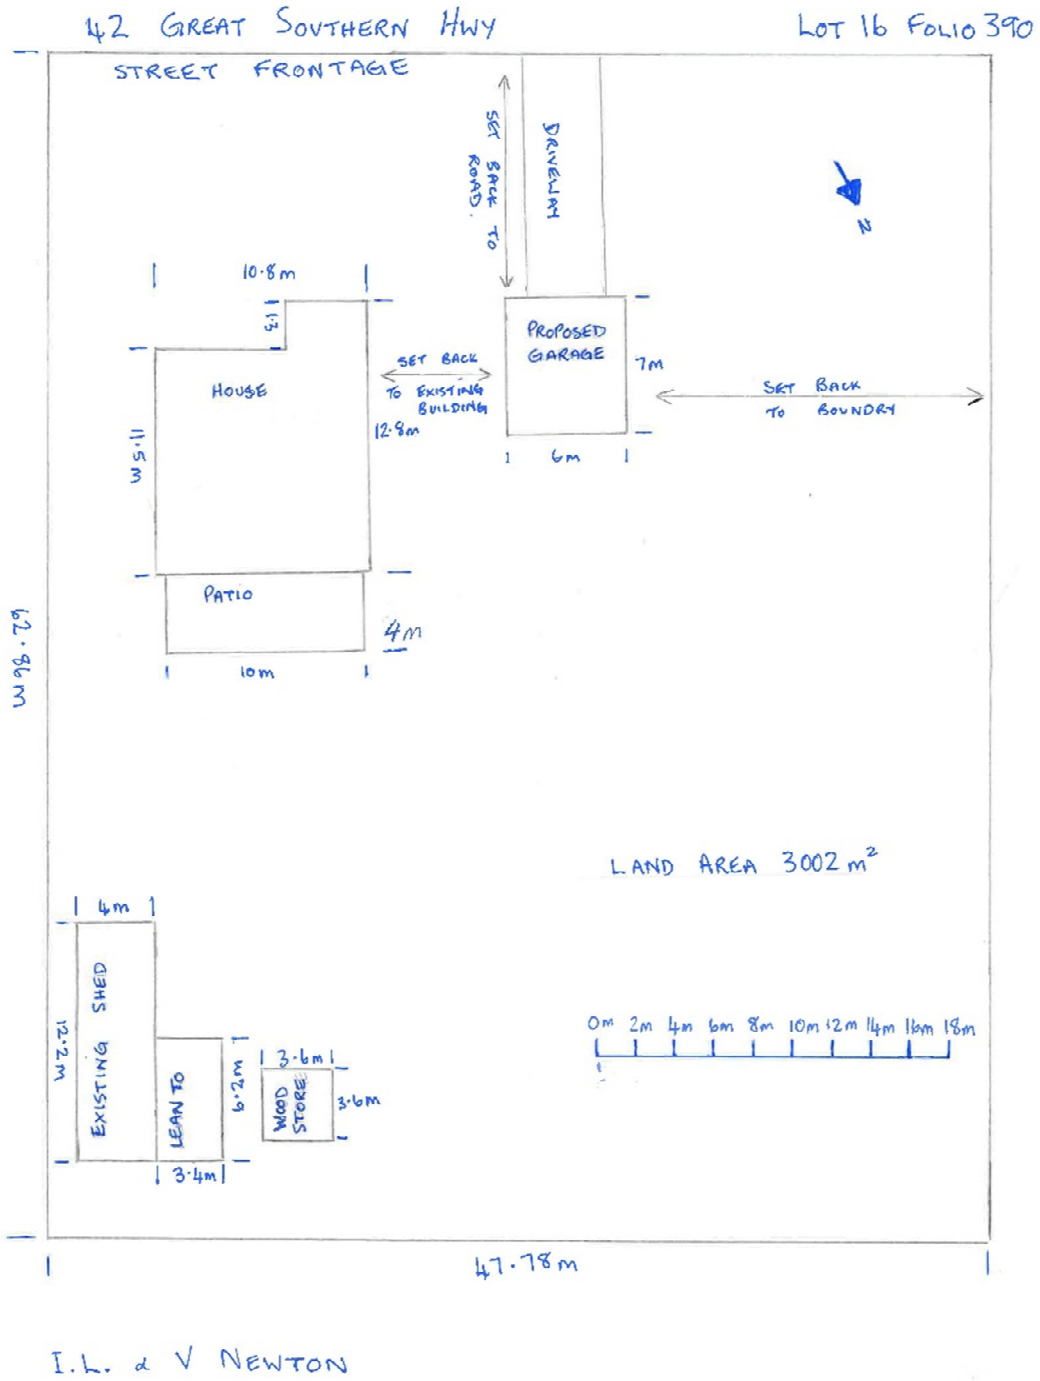 42 GREAT SOUTHERN HWY
LOT 16 FOLIO 390
STREET FRONTAGE
SET BACK TO
ROAD.
DRIVEWAY
N
10.8m
1.3
HOUSE
11.5m
12.8m
SET BACK
TO EXISTING
BUILDING
PROPOSED
GARAGE
7m
6m
SET BACK
TO BOUNDRY
PATIO
4m
10m
62.86m
LAND AREA 3002m²
4m
12.2m
EXISTING SHED
LEAN TO
6.2m
3.4m
3.6m
WOOD
STORE
3.6m
0m 2m 4m 6m 8m 10m 12m 14m 16m 18m
47.78m
I.L. & V NEWTON